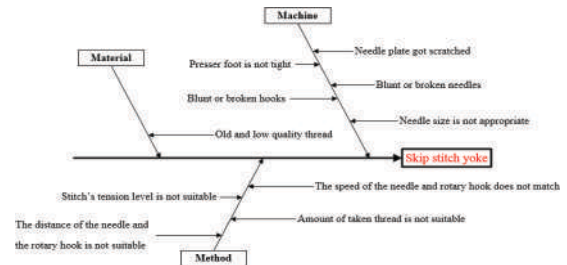 Machine
Needle plate got scratched
Material
Presser foot is not tight
Blunt or broken needles
Blunt or broken hooks
Needle size is not appropriate
Old and low quality thread
Skip stitch yoke
The speed of the needle and rotary hook does not match
Stitch's tension level is not suitable
Amount of taken thread is not suitable
The distance of the needle and
the rotary hook is not suitable
Method